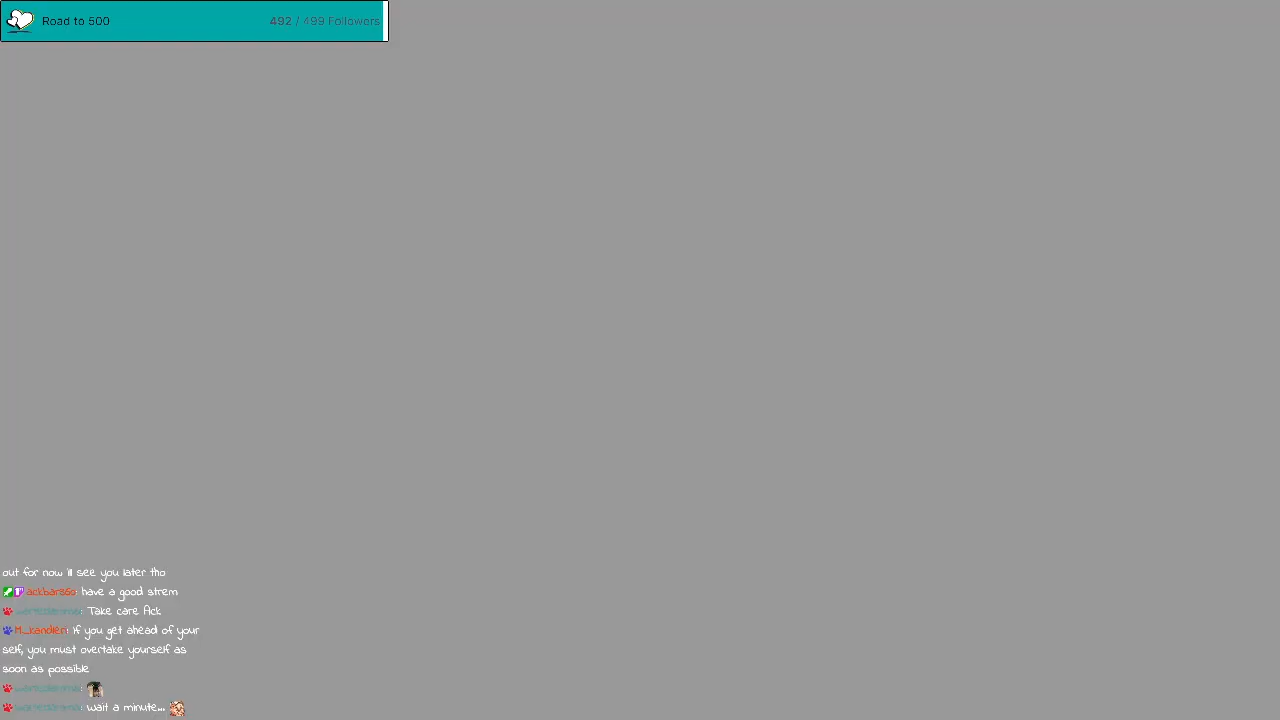 Road to 500
492 / 499 Followers
out for now ill see you later tho
have a good strem
Take care Ack
M_kandler: If you get ahead of your
self, you must overtake yourself as
soon as possible
wait a minute...